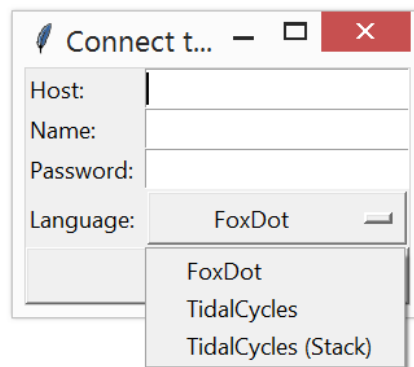 Connect t...
Host:
Name:
Password:
Language: FoxDot
FoxDot
TidalCycles
TidalCycles (Stack)